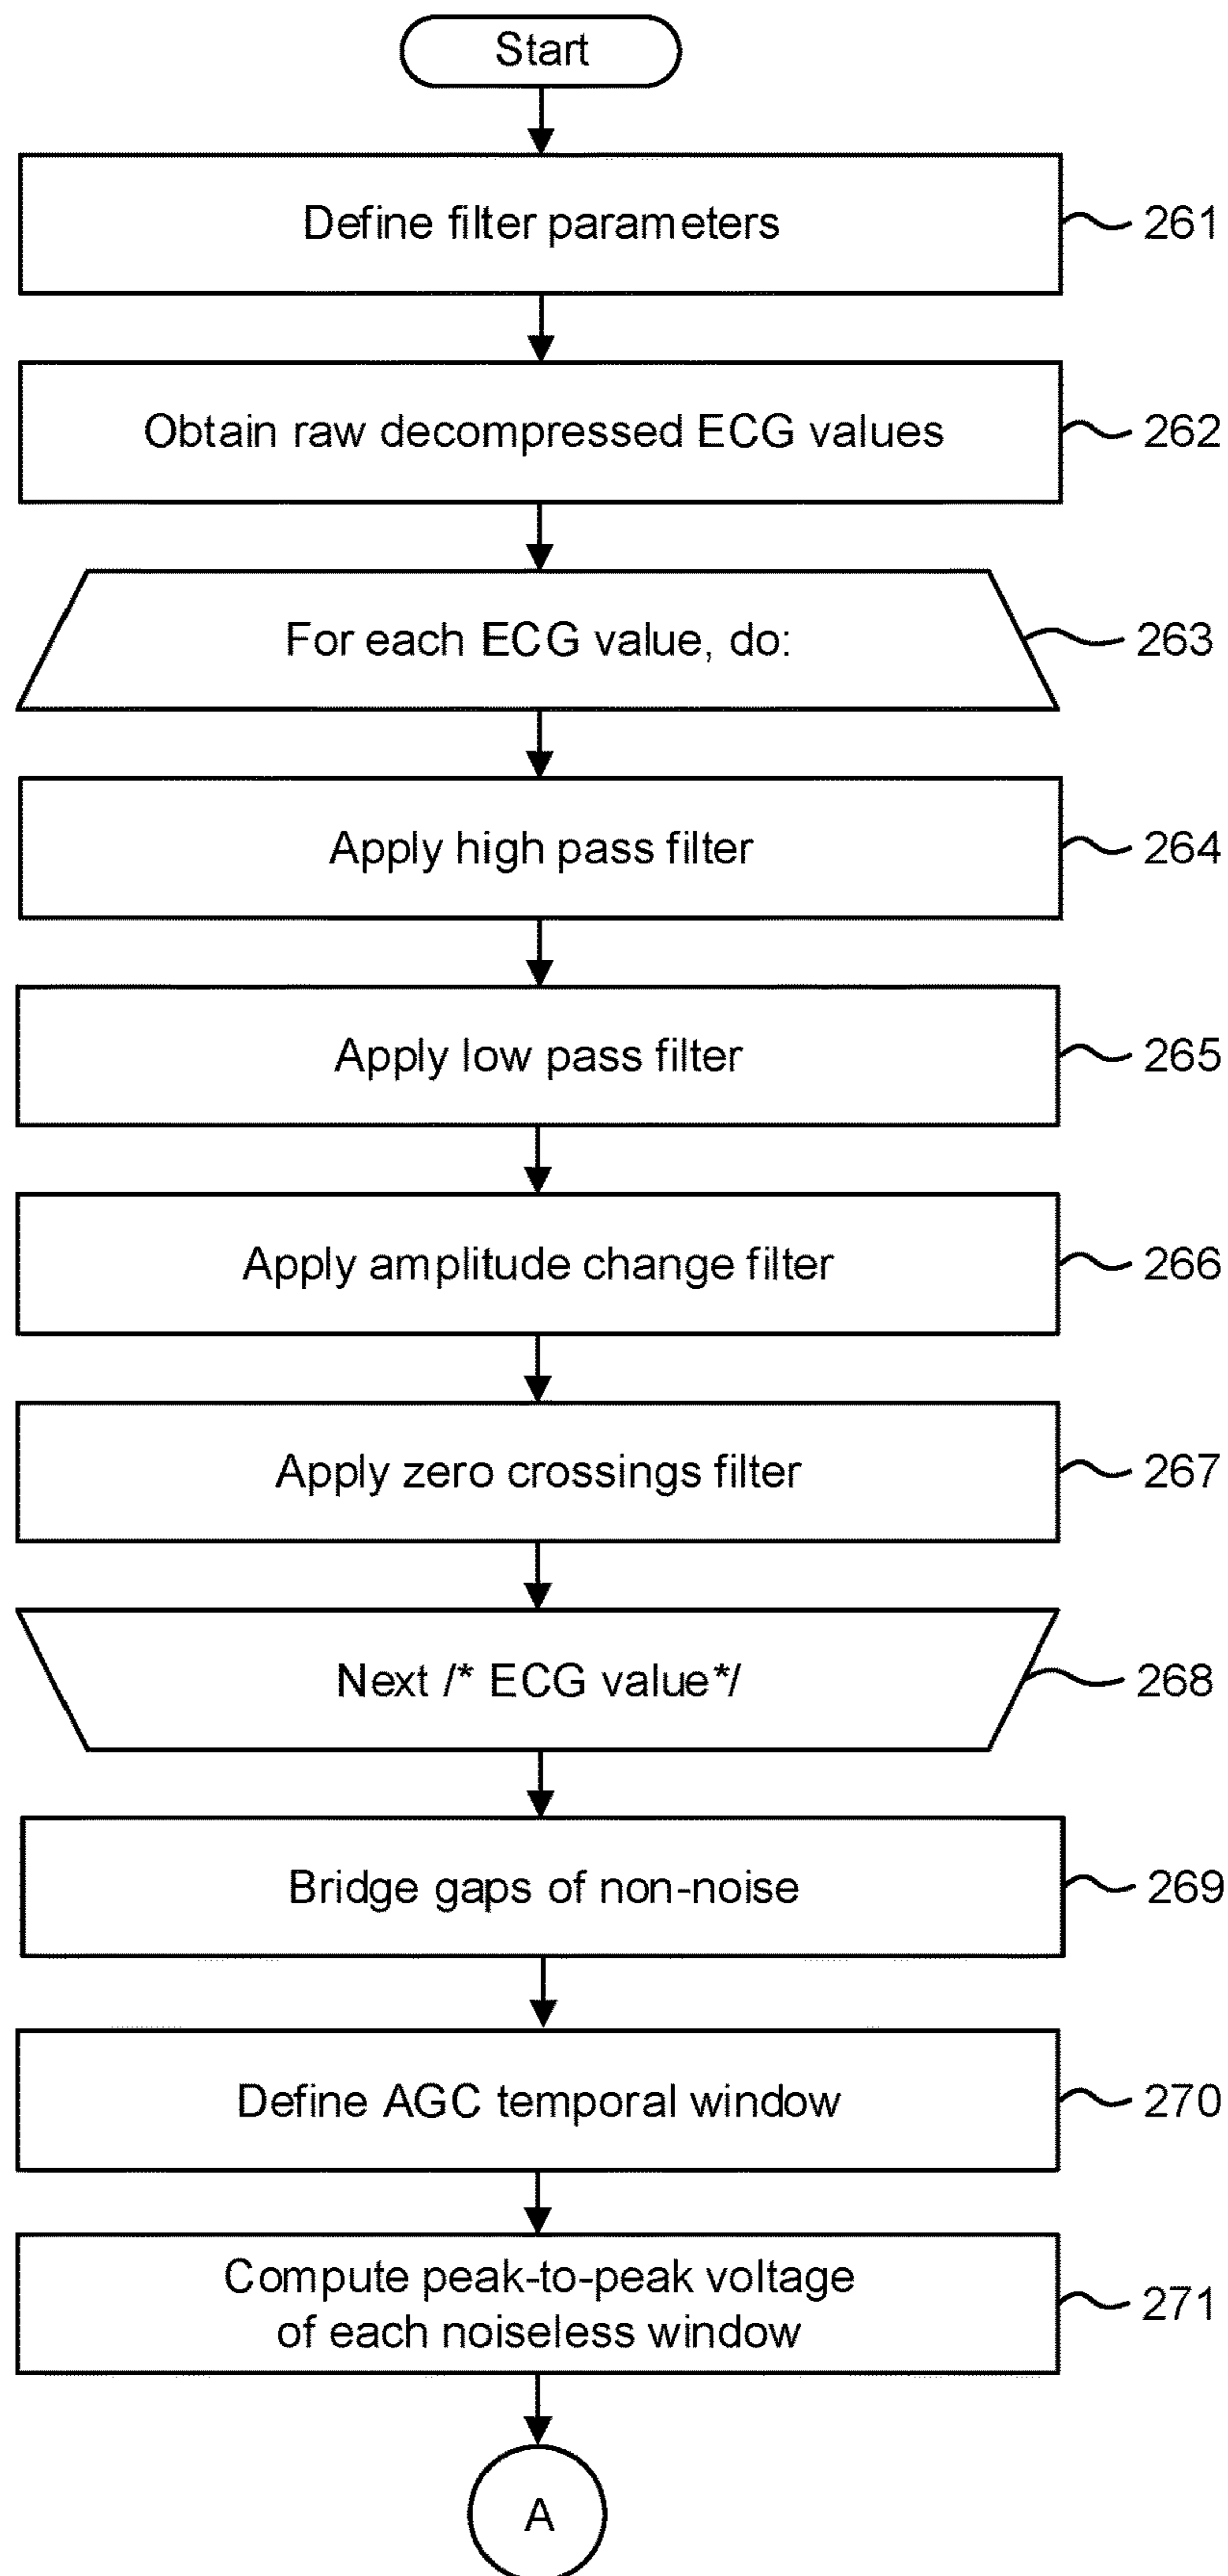 Start
Define filter parameters
261
Obtain raw decompressed ECG values
262
For each ECG value, do:
263
Apply high pass filter
264
Apply low pass filter
265
Apply amplitude change filter
266
Apply zero crossings filter
267
Next /* ECG value*/
268
Bridge gaps of non-noise
269
Define AGC temporal window
270
Compute peak-to-peak voltage
of each noiseless window
271
A